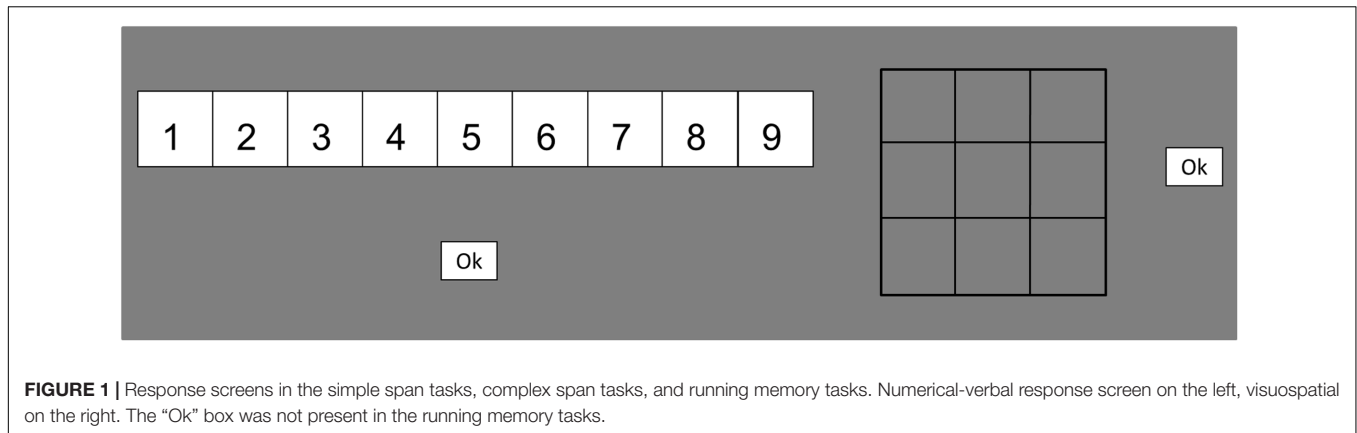 1 2 3 4 5 6 7 8 9
Ok
Ok
FIGURE 1 | Response screens in the simple span tasks, complex span tasks, and running memory tasks. Numerical-verbal response screen on the left, visuospatial
on the right. The “Ok” box was not present in the running memory tasks.